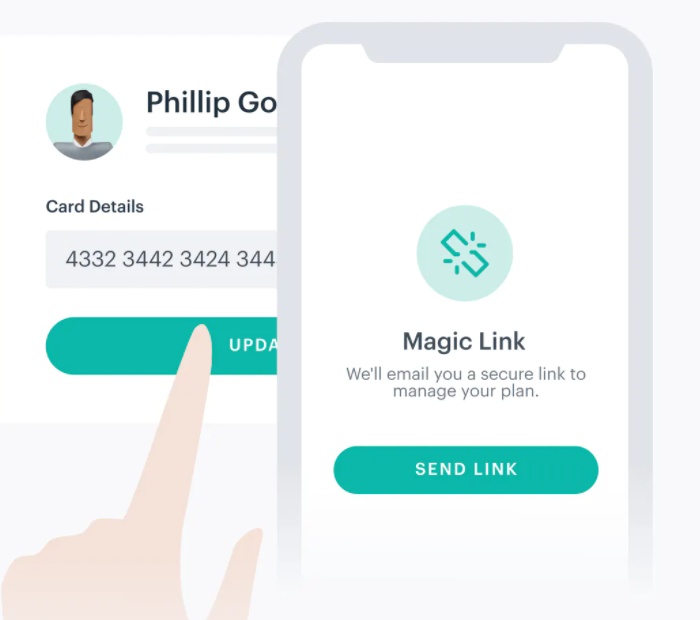 Phillip Go
Card Details
4332 3442 3424 344
UPDA
Magic Link
We'll email you a secure link to
manage your plan.
SEND LINK